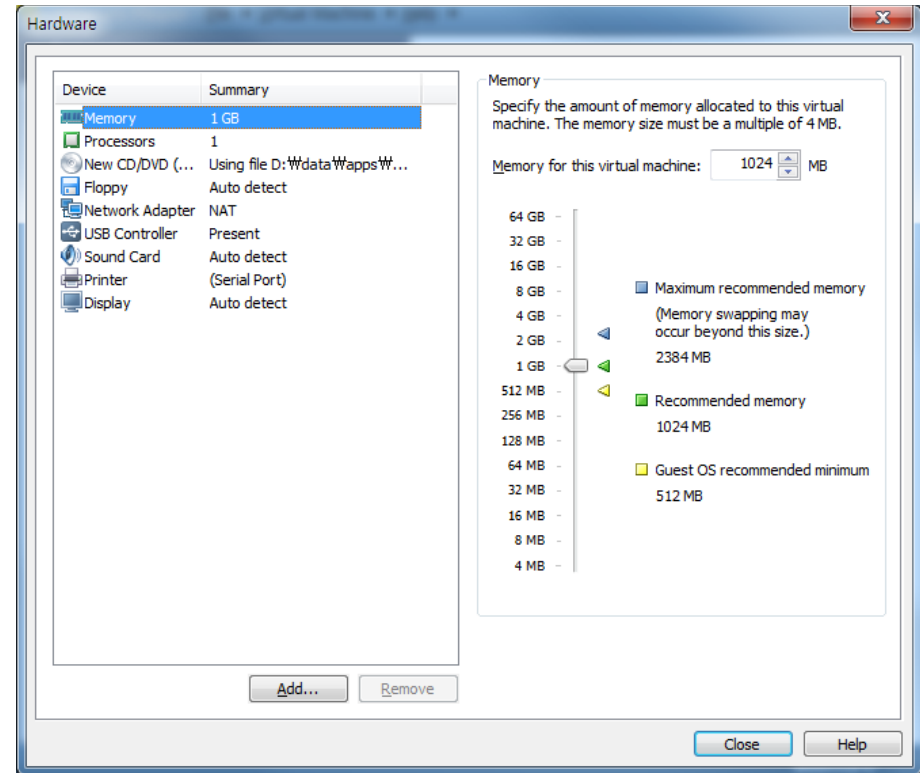 Hardware
Device Summary
Memory 1 GB
Processors 1
New CD/DVD (... Using file D:₩data₩apps₩...
Floppy Auto detect
Network Adapter NAT
USB Controller Present
Sound Card Auto detect
Printer (Serial Port)
Display Auto detect
Add... Remove
Memory
Specify the amount of memory allocated to this virtual
machine. The memory size must be a multiple of 4 MB.
Memory for this virtual machine: 1024 MB
64 GB
32 GB
16 GB
8 GB
4 GB
2 GB
1 GB
512 MB
256 MB
128 MB
64 MB
32 MB
16 MB
8 MB
4 MB
Maximum recommended memory
(Memory swapping may
occur beyond this size.)
2384 MB
Recommended memory
1024 MB
Guest OS recommended minimum
512 MB
Close Help